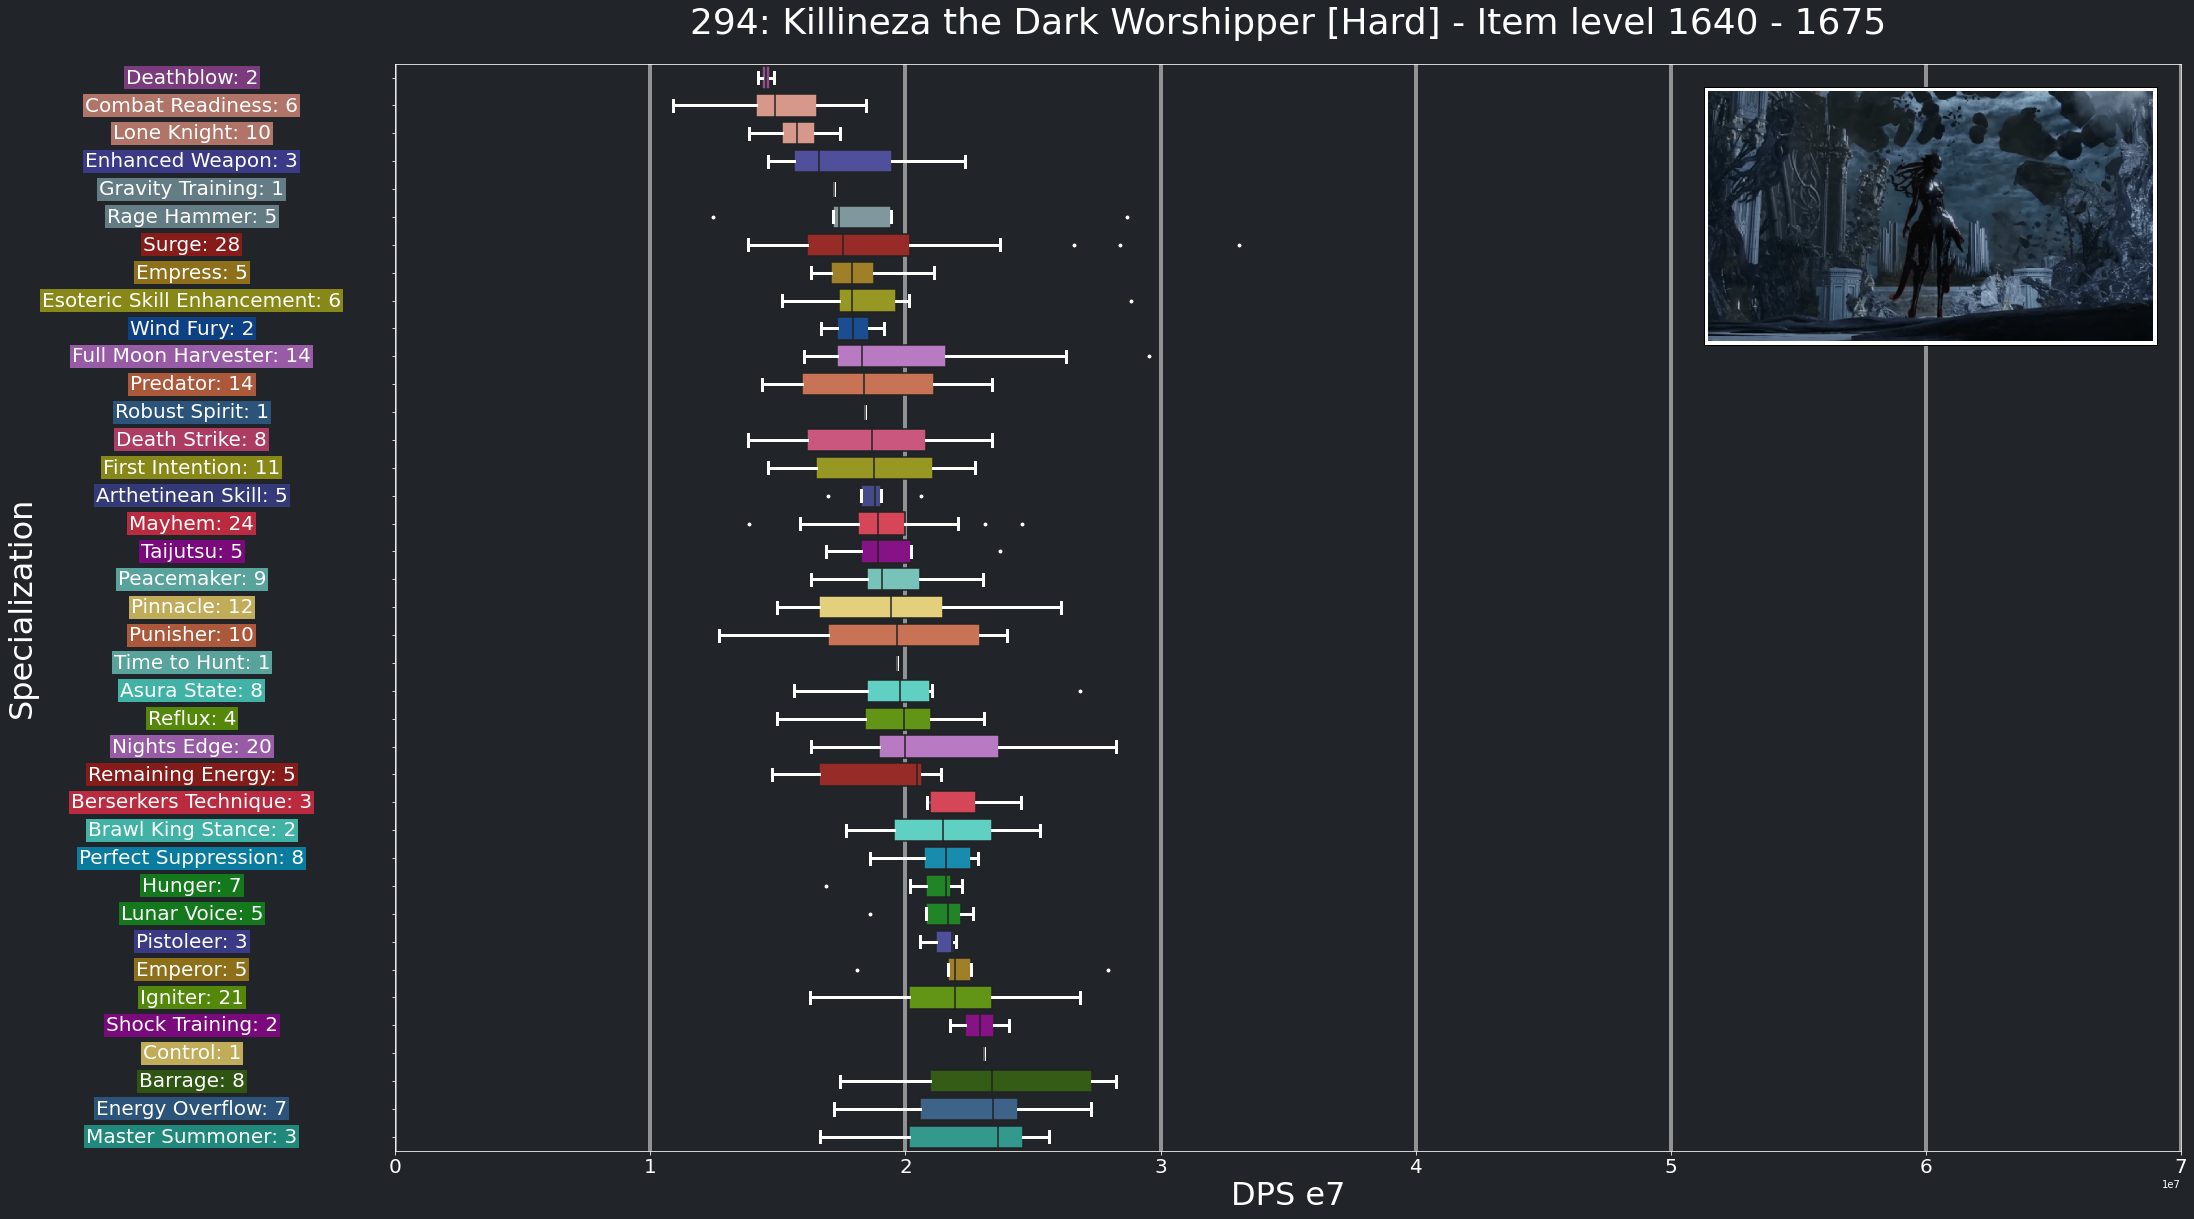 294: Killineza the Dark Worshipper [Hard] - Item level 1640 - 1675
Specialization
Deathblow: 2
Combat Readiness: 6
Lone Knight: 10
Enhanced Weapon: 3
Gravity Training: 1
Rage Hammer: 5
Surge: 28
Empress: 5
Esoteric Skill Enhancement: 6
Wind Fury: 2
Full Moon Harvester: 14
Predator: 14
Robust Spirit: 1
Death Strike: 8
First Intention: 11
Arthetinean Skill: 5
Mayhem: 24
Taijutsu: 5
Peacemaker: 9
Pinnacle: 12
Punisher: 10
Time to Hunt: 1
Asura State: 8
Reflux: 4
Nights Edge: 20
Remaining Energy: 5
Berserkers Technique: 3
Brawl King Stance: 2
Perfect Suppression: 8
Hunger: 7
Lunar Voice: 5
Pistoleer: 3
Emperor: 5
Igniter: 21
Shock Training: 2
Control: 1
Barrage: 8
Energy Overflow: 7
Master Summoner: 3
0 1 2 3 4 5 6 7
1e7
DPS e7